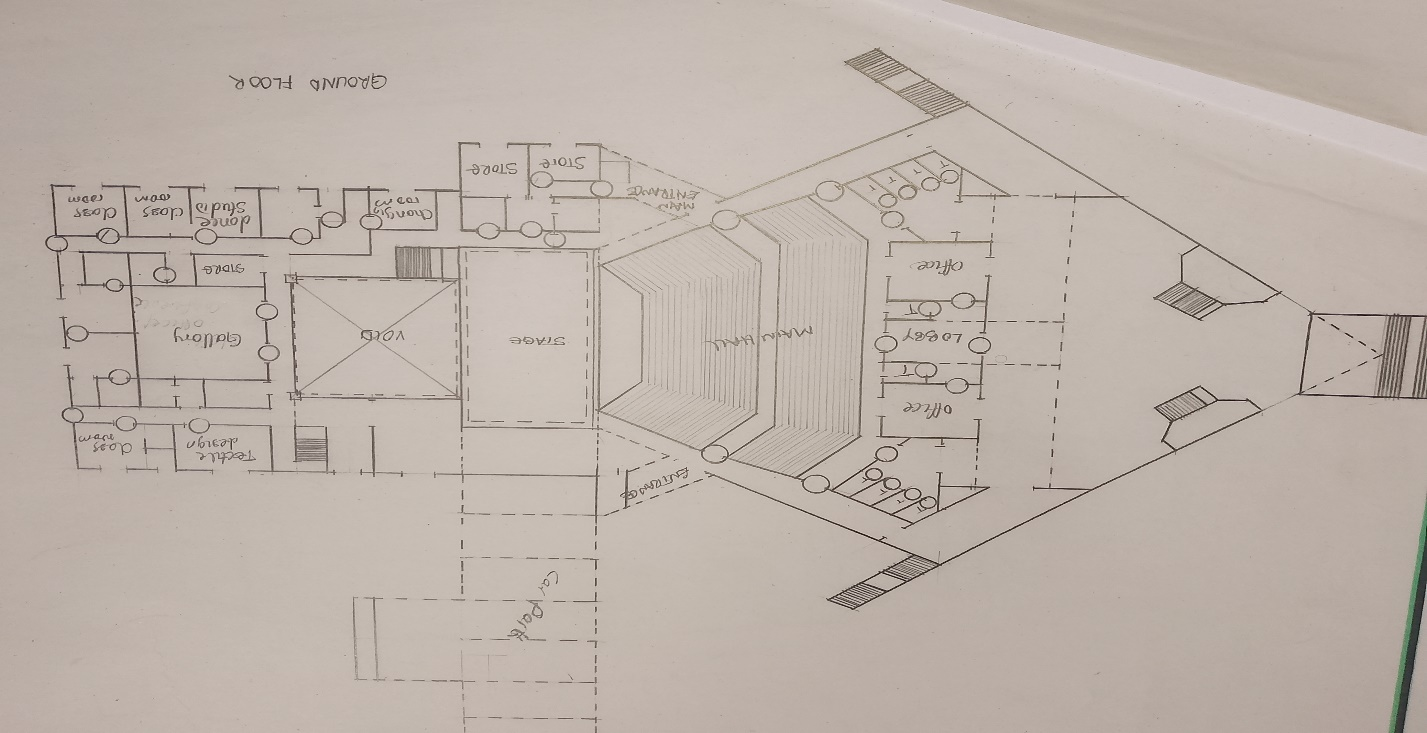 GROUND FLOOR
Car Park
ENTRANCE
Textile
design
Class
room
office
T
T
T
T
T
LOBBY
T
office
MAIN HALL
STAGE
VOID
Gallery
STORE
MAIN
ENTRANCE
Changing
room
dance
studio
class
room
Class
room
Store
STORE
T
T
T
T